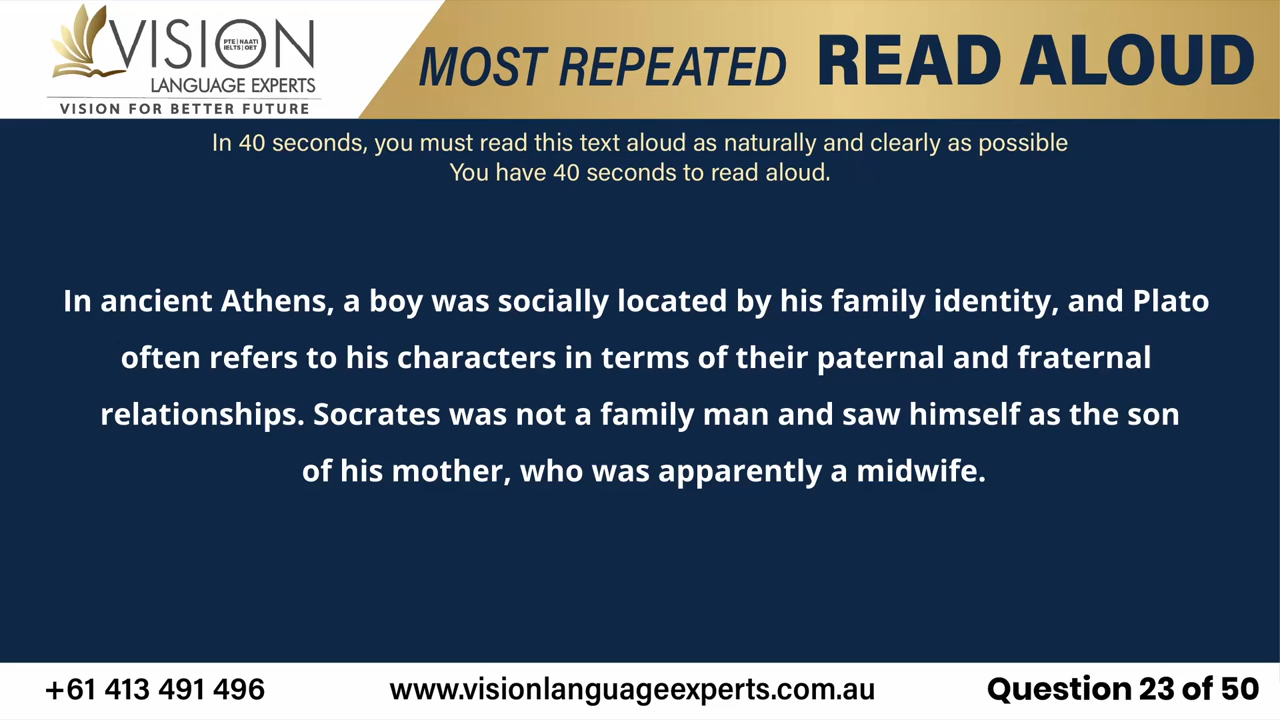 VISION
PTE | NAATI
IELTS | OET
LANGUAGE EXPERTS
VISION FOR BETTER FUTURE
MOST REPEATED READ ALOUD
In 40 seconds, you must read this text aloud as naturally and clearly as possible
You have 40 seconds to read aloud.
In ancient Athens, a boy was socially located by his family identity, and Plato
often refers to his characters in terms of their paternal and fraternal
relationships. Socrates was not a family man and saw himself as the son
of his mother, who was apparently a midwife.
+61 413 491 496 www.visionlanguageexperts.com.au Question 23 of 50